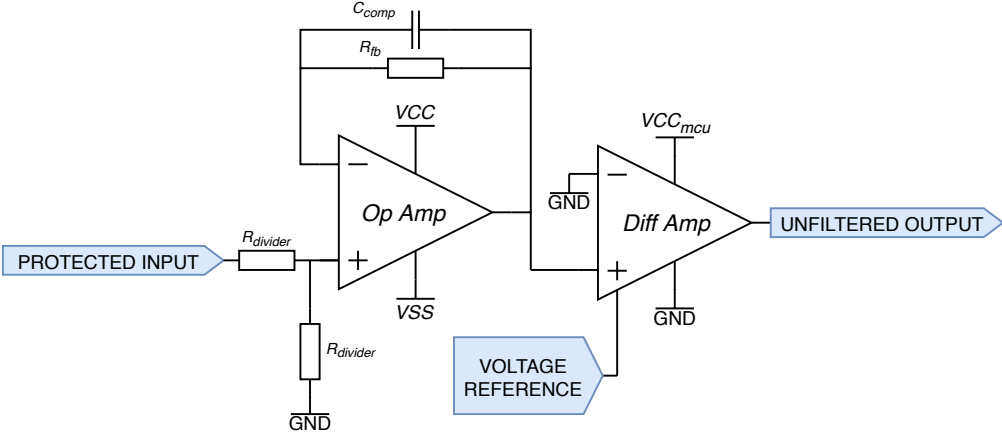 C_comp
R_fb
VCC
VCC_mcu
−
−
Op Amp
GND
Diff Amp
UNFILTERED OUTPUT
R_divider
PROTECTED INPUT
+
+
VSS
GND
R_divider
VOLTAGE
REFERENCE
GND